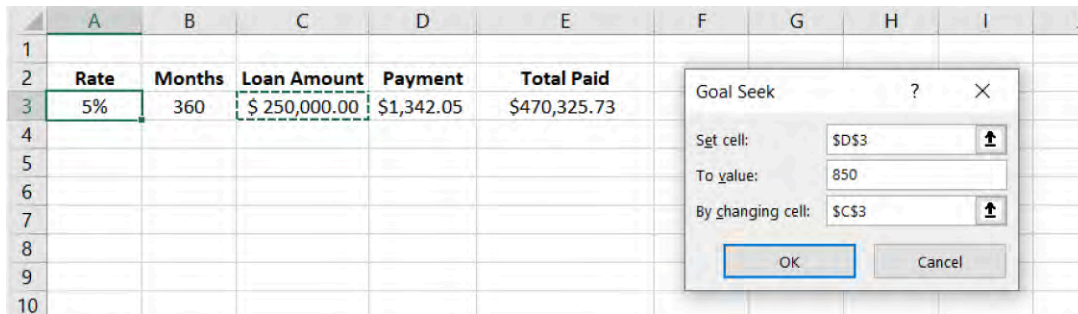 A B C D E F G H I
1
2 Rate Months Loan Amount Payment Total Paid
3 5% 360 $ 250,000.00 $1,342.05 $470,325.73
4
5
6
7
8
9
10
Goal Seek ? ×
Set cell: $D$3
To value: 850
By changing cell: $C$3
OK Cancel